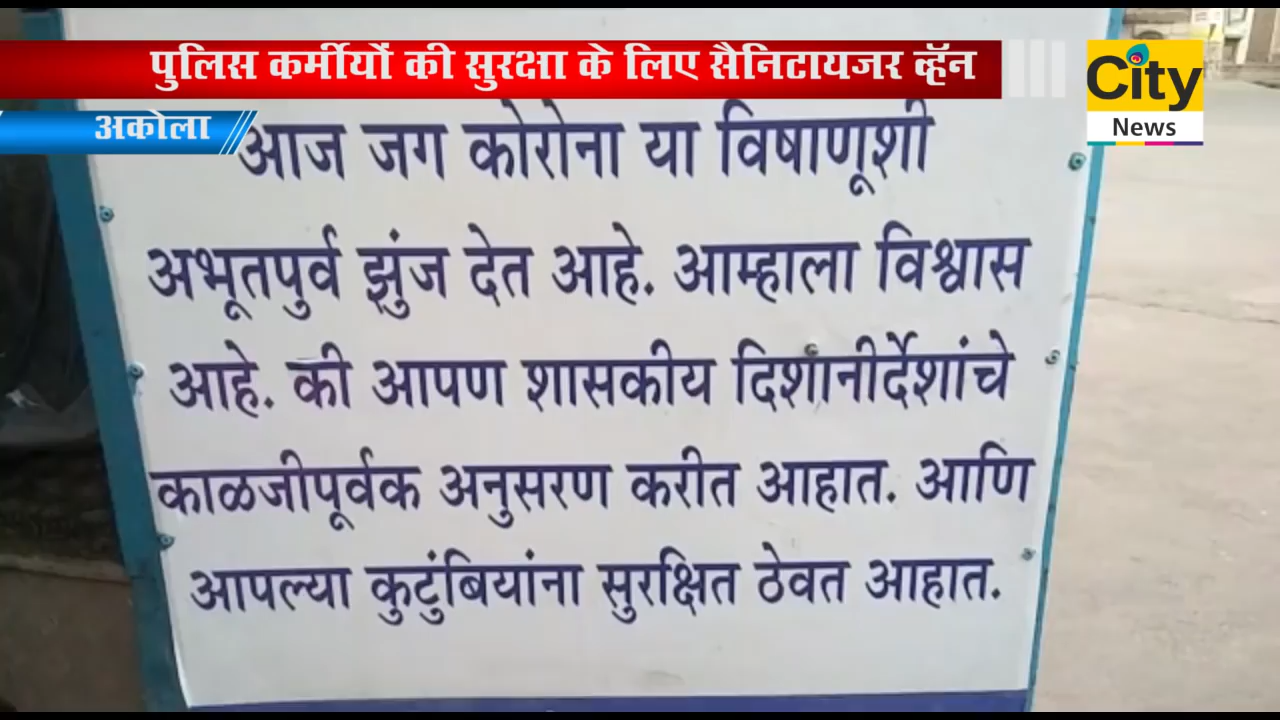 पुलिस कर्मीयों की सुरक्षा के लिए सैनिटायजर व्हॅन
City
News
अकोला
आज जग कोरोना या विषाणूशी
अभूतपुर्व झुंज देत आहे. आम्हाला विश्वास
आहे. की आपण शासकीय दिशानीर्देशांचे
काळजीपूर्वक अनुसरण करीत आहात. आणि
आपल्या कुटुंबियांना सुरक्षित ठेवत आहात.